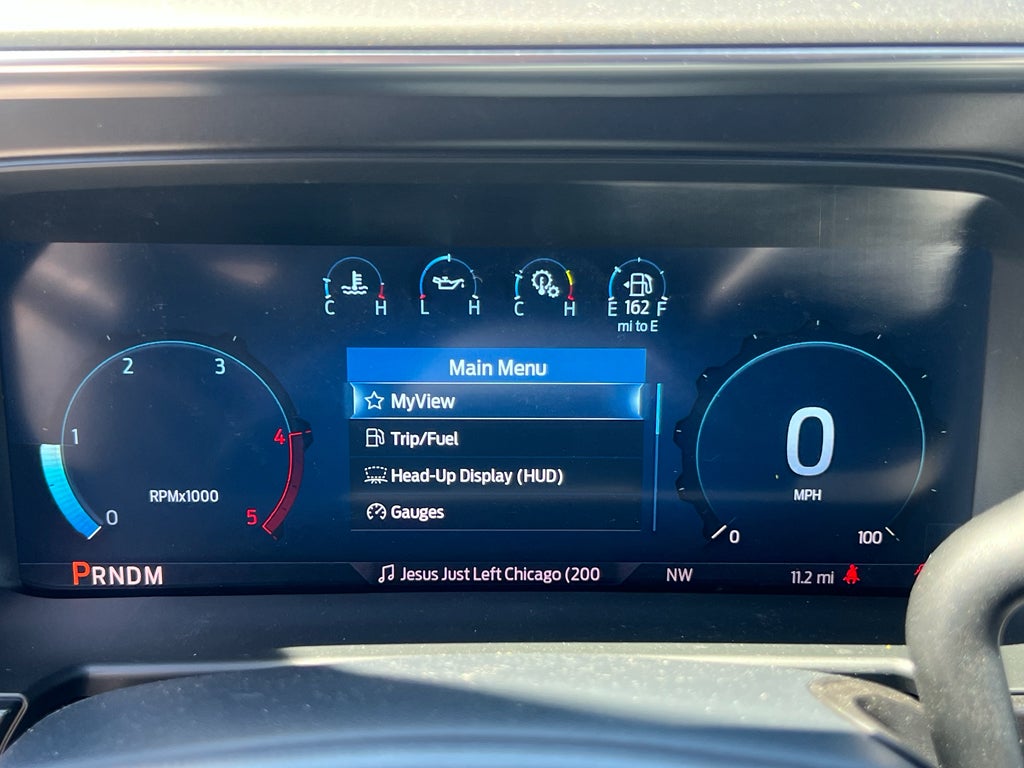 C H
L H
C H
E 162 F
mi to E
Main Menu
MyView
Trip/Fuel
Head-Up Display (HUD)
Gauges
0 1 2 3 4 5
RPMx1000
0
MPH
0 100
PRNDM
Jesus Just Left Chicago (200
NW
11.2 mi